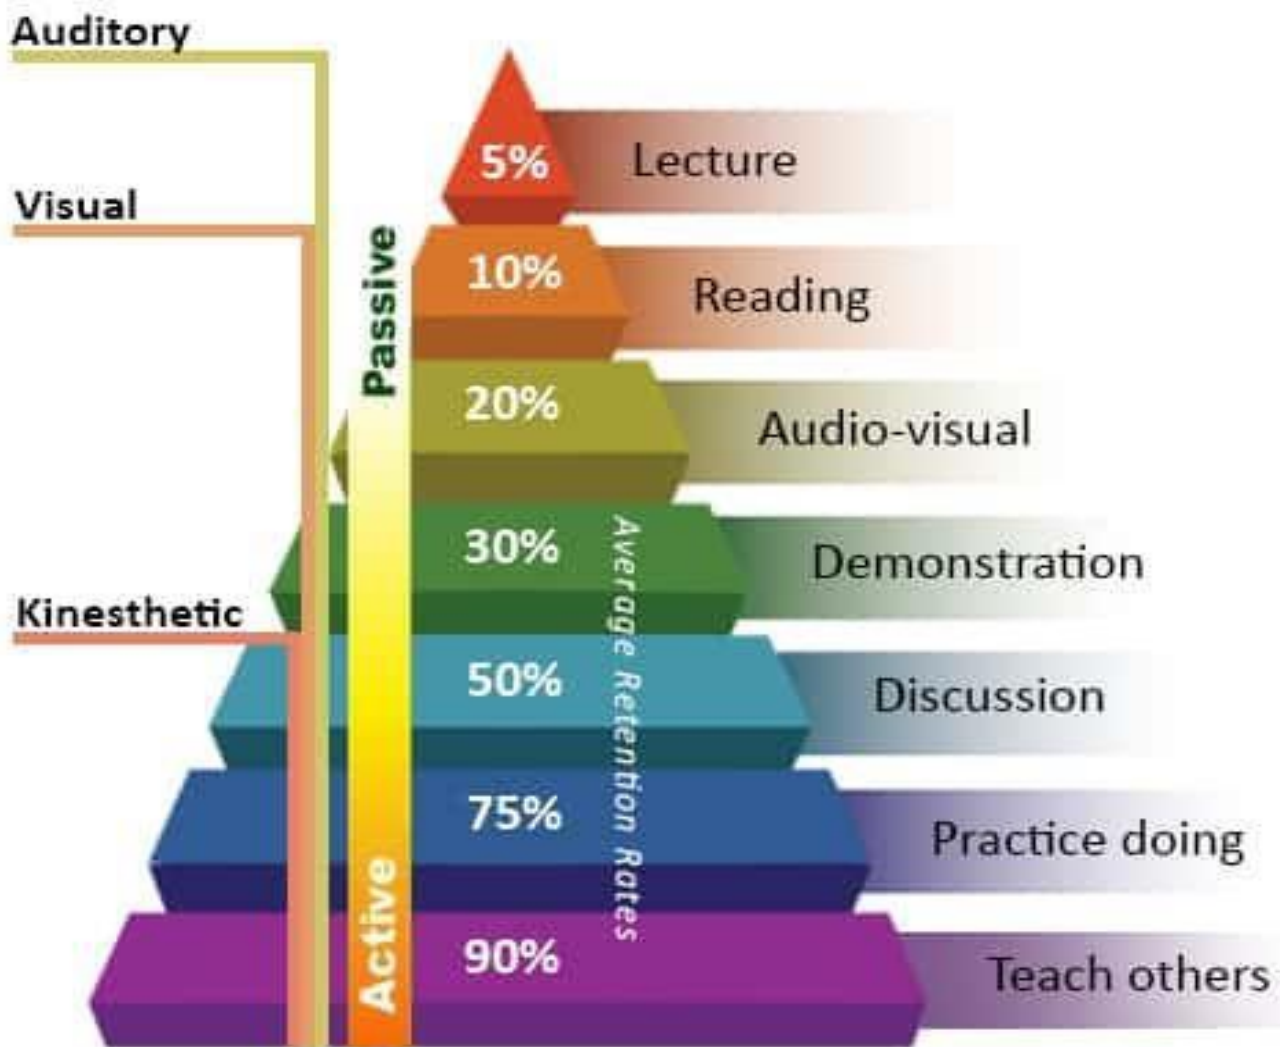 Auditory
5%
Lecture
Visual
Passive
10%
Reading
20%
Audio-visual
30%
Demonstration
Average Retention Rates
Kinesthetic
50%
Discussion
75%
Practice doing
Active
90%
Teach others